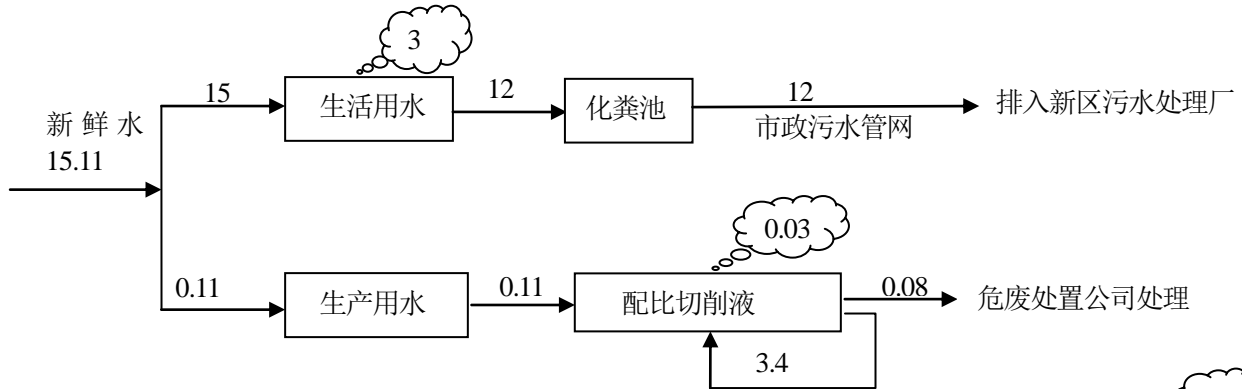 3
15
生活用水
12
化粪池
12
市政污水管网
排入新区污水处理厂
新鲜水
15.11
0.03
0.11
生产用水
0.11
配比切削液
0.08
危废处置公司处理
3.4